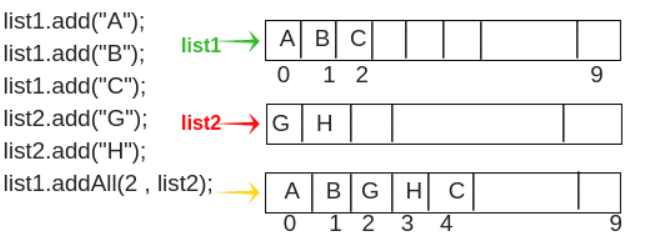 list1.add("A");
list1.add("B");
list1.add("C");
list2.add("G");
list2.add("H");
list1.addAll(2 , list2);
list1
A B C
0 1 2 9
list2
G H
A B G H C
0 1 2 3 4 9